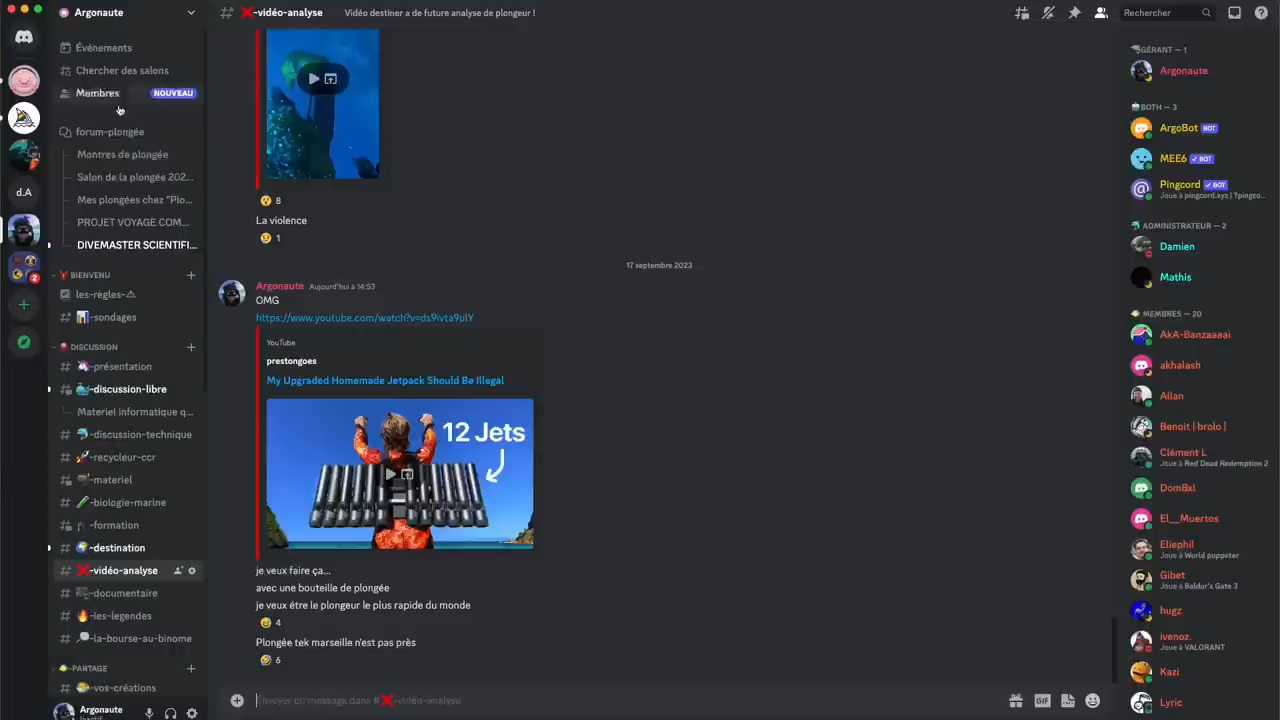 Argonaute
Événements
Chercher des salons
Membres
NOUVEAU
forum-plongée
Montres de plongée
Salon de la plongée 202...
Mes plongées chez "Plo...
PROJET VOYAGE COM...
DIVEMASTER SCIENTIFI...
BIENVENU
les-règles-⚠
-sondages
DISCUSSION
-présentation
-discussion-libre
Materiel informatique q...
-discussion-technique
-recycleur-ccr
-materiel
-biologie-marine
-formation
-destination
❌-vidéo-analyse
-documentaire
🔥-les-legendes
-la-bourse-au-binome
-PARTAGE
-vos-créations
Argonaute
d.A
2
❌-vidéo-analyse
Vidéo destiner a de future analyse de plongeur !
Rechercher
8
La violence
1
17 septembre 2023
Argonaute Aujourd'hui à 14:53
OMG
https://www.youtube.com/watch?v=ds9ivta9ulY
YouTube
prestongoes
My Upgraded Homemade Jetpack Should Be Illegal
12 Jets
je veux faire ça...
avec une bouteille de plongée
je veux être le plongeur le plus rapide du monde
4
Plongée tek marseille n'est pas près
6
Envoyer un message dans #❌-vidéo-analyse
GIF
GÉRANT — 1
Argonaute
BOTH — 3
ArgoBot BOT
MEE6 ✓ BOT
Pingcord ✓ BOT
Joue à pingcord.xyz | ?pingco...
ADMINISTRATEUR — 2
Damien
Mathis
MEMBRES — 20
AkA-Banzaaaai
akhalash
Allan
Benoit | brolo |
Clément L
Joue à Red Dead Redemption 2
DomBxl
El__Muertos
Eliephil
Joue à World puppeter
Gibet
Joue à Baldur's Gate 3
hugz
ivenoz.
Joue à VALORANT
Kazi
Lyric